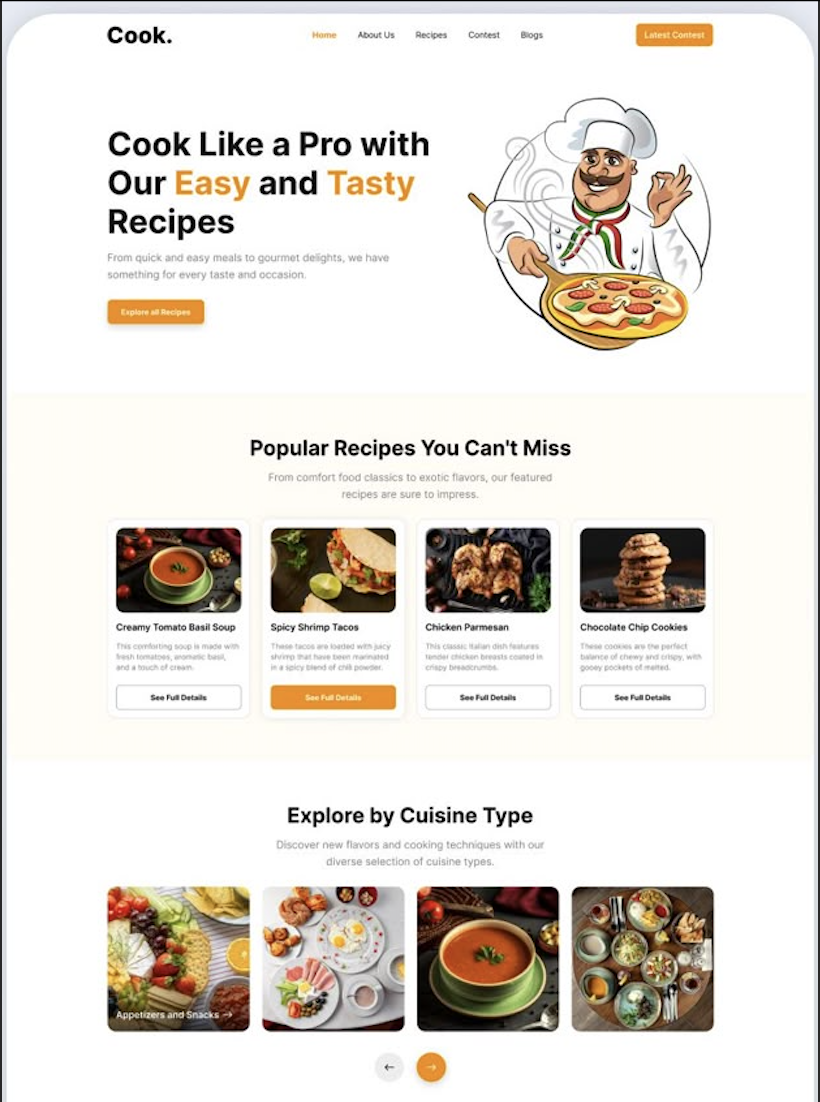 Cook.
Home About Us Recipes Contest Blogs
Latest Contest
Cook Like a Pro with
Our Easy and Tasty
Recipes
From quick and easy meals to gourmet delights, we have
something for every taste and occasion.
Explore all Recipes
Popular Recipes You Can't Miss
From comfort food classics to exotic flavors, our featured
recipes are sure to impress.
Creamy Tomato Basil Soup
This comforting soup is made with
fresh tomatoes, aromatic basil,
and a touch of cream.
See Full Details
Spicy Shrimp Tacos
These tacos are loaded with juicy
shrimp that have been marinated
in a spicy blend of chili powder.
See Full Details
Chicken Parmesan
This classic Italian dish features
tender chicken breasts coated in
crispy breadcrumbs.
See Full Details
Chocolate Chip Cookies
These cookies are the perfect
balance of chewy and crispy, with
gooey pockets of melted.
See Full Details
Explore by Cuisine Type
Discover new flavors and cooking techniques with our
diverse selection of cuisine types.
Appetizers and Snacks →
← →